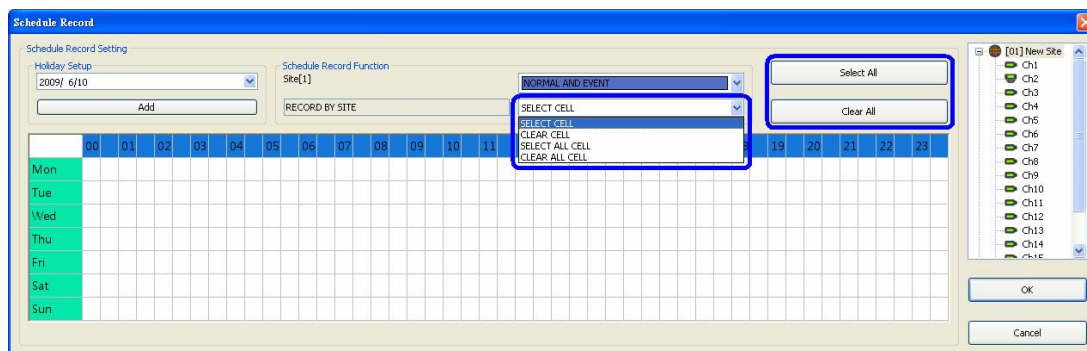 Schedule Record
Schedule Record Setting
Holiday Setup
2009/ 6/10
Add
Schedule Record Function
Site[1]
NORMAL AND EVENT
RECORD BY SITE
SELECT CELL
SELECT CELL
CLEAR CELL
SELECT ALL CELL
CLEAR ALL CELL
Select All
Clear All
00 01 02 03 04 05 06 07 08 09 10 11 19 20 21 22 23
Mon
Tue
Wed
Thu
Fri
Sat
Sun
[01] New Site
Ch1
Ch2
Ch3
Ch4
Ch5
Ch6
Ch7
Ch8
Ch9
Ch10
Ch11
Ch12
Ch13
Ch14
Ch15
OK
Cancel